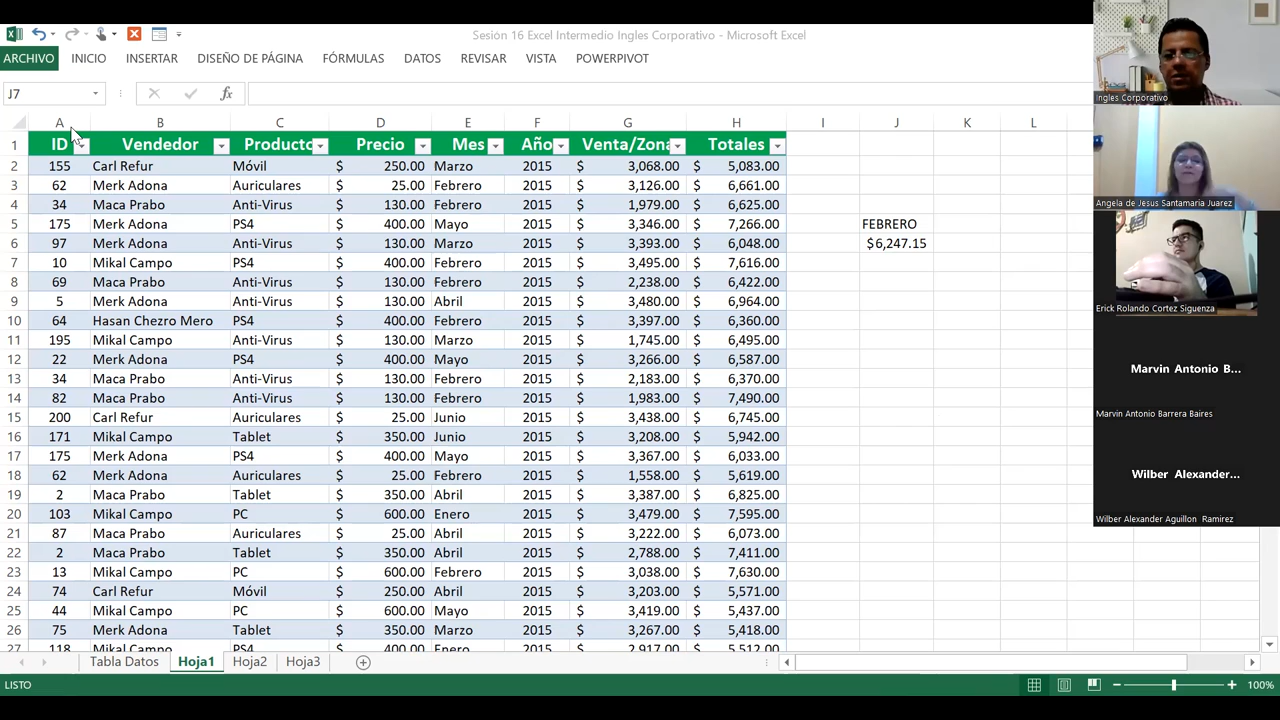 Sesión 16 Excel Intermedio Ingles Corporativo - Microsoft Excel
ARCHIVO INICIO INSERTAR DISEÑO DE PÁGINA FÓRMULAS DATOS REVISAR VISTA POWERPIVOT
J7 fx
A B C D E F G H I J K L
1 ID Vendedor Producto Precio Mes Año Venta/Zona Totales
2 155 Carl Refur Móvil $ 250.00 Marzo 2015 $ 3,068.00 $ 5,083.00
3 62 Merk Adona Auriculares $ 25.00 Febrero 2015 $ 3,126.00 $ 6,661.00
4 34 Maca Prabo Anti-Virus $ 130.00 Febrero 2015 $ 1,979.00 $ 6,625.00
5 175 Merk Adona PS4 $ 400.00 Mayo 2015 $ 3,346.00 $ 7,266.00 FEBRERO
6 97 Merk Adona Anti-Virus $ 130.00 Marzo 2015 $ 3,393.00 $ 6,048.00 $6,247.15
7 10 Mikal Campo PS4 $ 400.00 Febrero 2015 $ 3,495.00 $ 7,616.00
8 69 Maca Prabo Anti-Virus $ 130.00 Febrero 2015 $ 2,238.00 $ 6,422.00
9 5 Merk Adona Anti-Virus $ 130.00 Abril 2015 $ 3,480.00 $ 6,964.00
10 64 Hasan Chezro Mero PS4 $ 400.00 Febrero 2015 $ 3,397.00 $ 6,360.00
11 195 Mikal Campo Anti-Virus $ 130.00 Marzo 2015 $ 1,745.00 $ 6,495.00
12 22 Merk Adona PS4 $ 400.00 Mayo 2015 $ 3,266.00 $ 6,587.00
13 34 Maca Prabo Anti-Virus $ 130.00 Febrero 2015 $ 2,183.00 $ 6,370.00
14 82 Maca Prabo Anti-Virus $ 130.00 Febrero 2015 $ 1,983.00 $ 7,490.00
15 200 Carl Refur Auriculares $ 25.00 Junio 2015 $ 3,438.00 $ 6,745.00
16 171 Mikal Campo Tablet $ 350.00 Junio 2015 $ 3,208.00 $ 5,942.00
17 175 Merk Adona PS4 $ 400.00 Mayo 2015 $ 3,367.00 $ 6,033.00
18 62 Merk Adona Auriculares $ 25.00 Febrero 2015 $ 1,558.00 $ 5,619.00
19 2 Maca Prabo Tablet $ 350.00 Abril 2015 $ 3,387.00 $ 6,825.00
20 103 Mikal Campo PC $ 600.00 Enero 2015 $ 3,479.00 $ 7,595.00
21 87 Maca Prabo Auriculares $ 25.00 Abril 2015 $ 3,222.00 $ 6,073.00
22 2 Maca Prabo Tablet $ 350.00 Abril 2015 $ 2,788.00 $ 7,411.00
23 13 Mikal Campo PC $ 600.00 Febrero 2015 $ 3,038.00 $ 7,630.00
24 74 Carl Refur Móvil $ 250.00 Abril 2015 $ 3,203.00 $ 5,571.00
25 44 Mikal Campo PC $ 600.00 Mayo 2015 $ 3,419.00 $ 5,437.00
26 75 Merk Adona Tablet $ 350.00 Marzo 2015 $ 3,267.00 $ 5,418.00
27 118 Mikal Campo PS4 $ 400.00 Febrero 2015 $ 2,917.00 $ 5,512.00
Tabla Datos Hoja1 Hoja2 Hoja3
LISTO 100%
Ingles Corporativo
Angela de Jesus Santamaria Juarez
Erick Rolando Cortez Siguenza
Marvin Antonio B...
Marvin Antonio Barrera Baires
Wilber Alexander...
Wilber Alexander Aguillon Ramirez